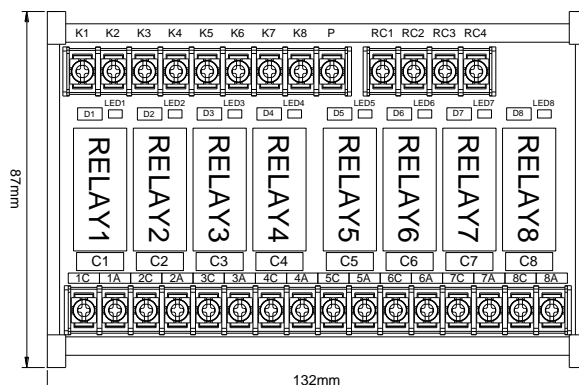 K1 K2 K3 K4 K5 K6 K7 K8 P RC1 RC2 RC3 RC4
D1 LED1 D2 LED2 D3 LED3 D4 LED4 D5 LED5 D6 LED6 D7 LED7 D8 LED8
RELAY1 RELAY2 RELAY3 RELAY4 RELAY5 RELAY6 RELAY7 RELAY8
C1 C2 C3 C4 C5 C6 C7 C8
1C 1A 2C 2A 3C 3A 4C 4A 5C 5A 6C 6A 7C 7A 8C 8A
87mm
132mm